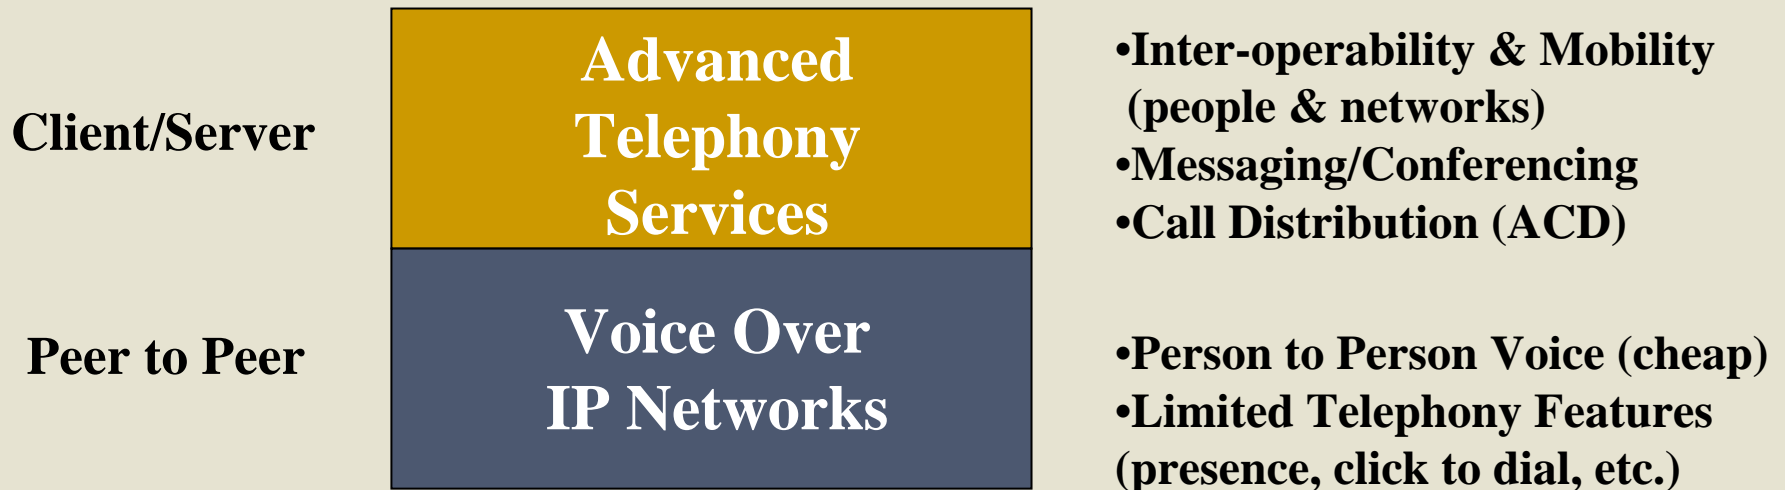 Client/Server
Advanced
Telephony
Services
•Inter-operability & Mobility
(people & networks)
•Messaging/Conferencing
•Call Distribution (ACD)
Peer to Peer
Voice Over
IP Networks
•Person to Person Voice (cheap)
•Limited Telephony Features
(presence, click to dial, etc.)